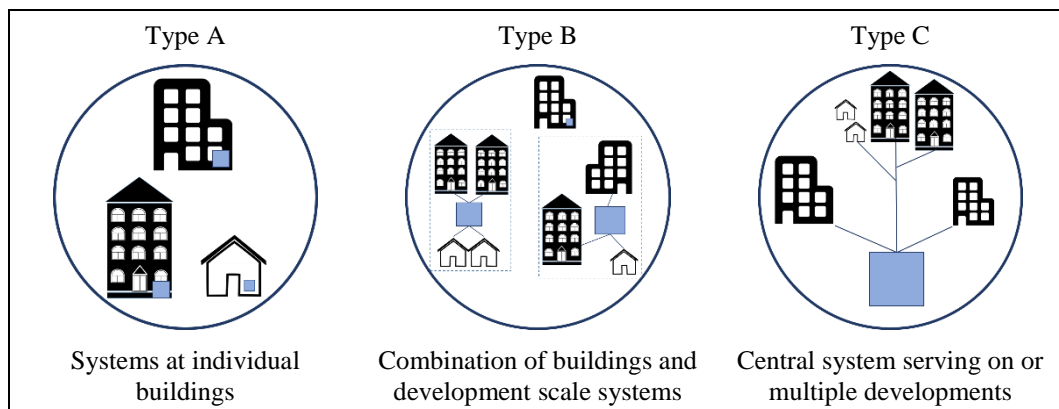 Type A
Type B
Type C
Systems at individual
buildings
Combination of buildings and
development scale systems
Central system serving on or
multiple developments